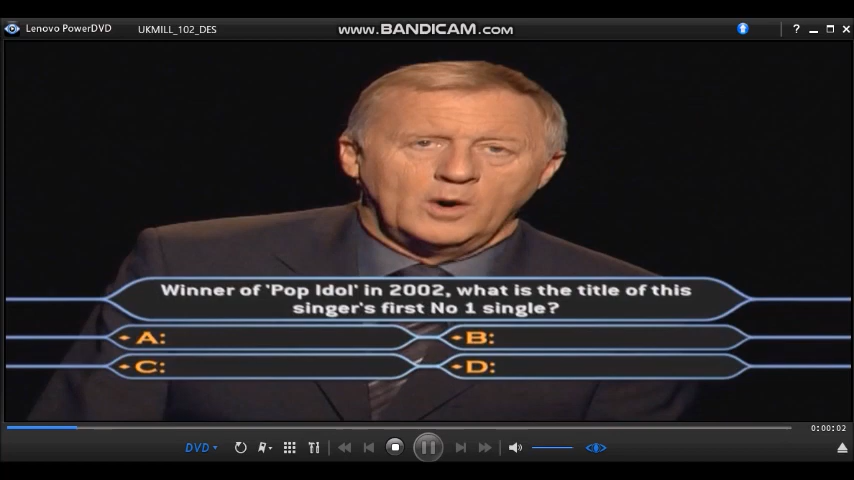 Lenovo PowerDVD UKMILL_102_DES www.BANDICAM.com ?
Winner of 'Pop Idol' in 2002, what is the title of this
singer's first No 1 single?
A: B:
C: D:
0:00:02
DVD